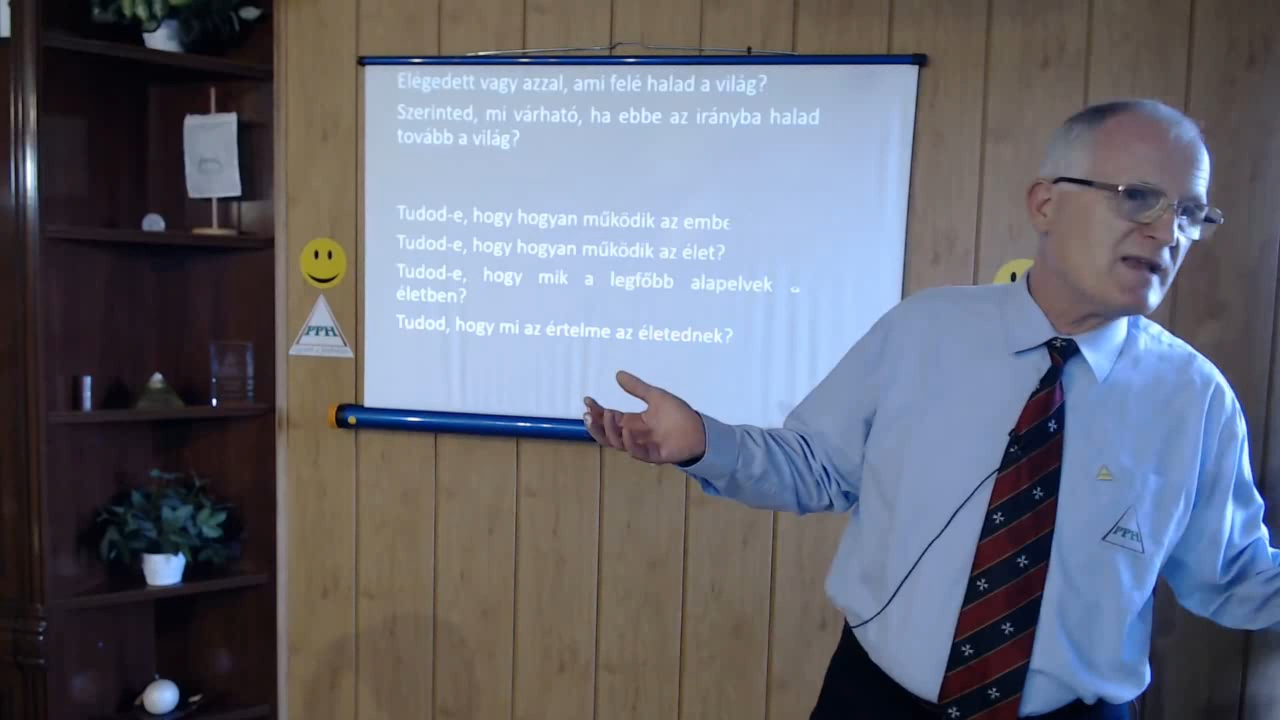 Elégedett vagy azzal, ami felé halad a világ?
Szerinted, mi várható, ha ebbe az irányba halad
tovább a világ?
Tudod-e, hogy hogyan működik az embe
Tudod-e, hogy hogyan működik az élet?
Tudod-e, hogy mik a legfőbb alapelvek
életben?
Tudod, hogy mi az értelme az életednek?
PPH
PPH